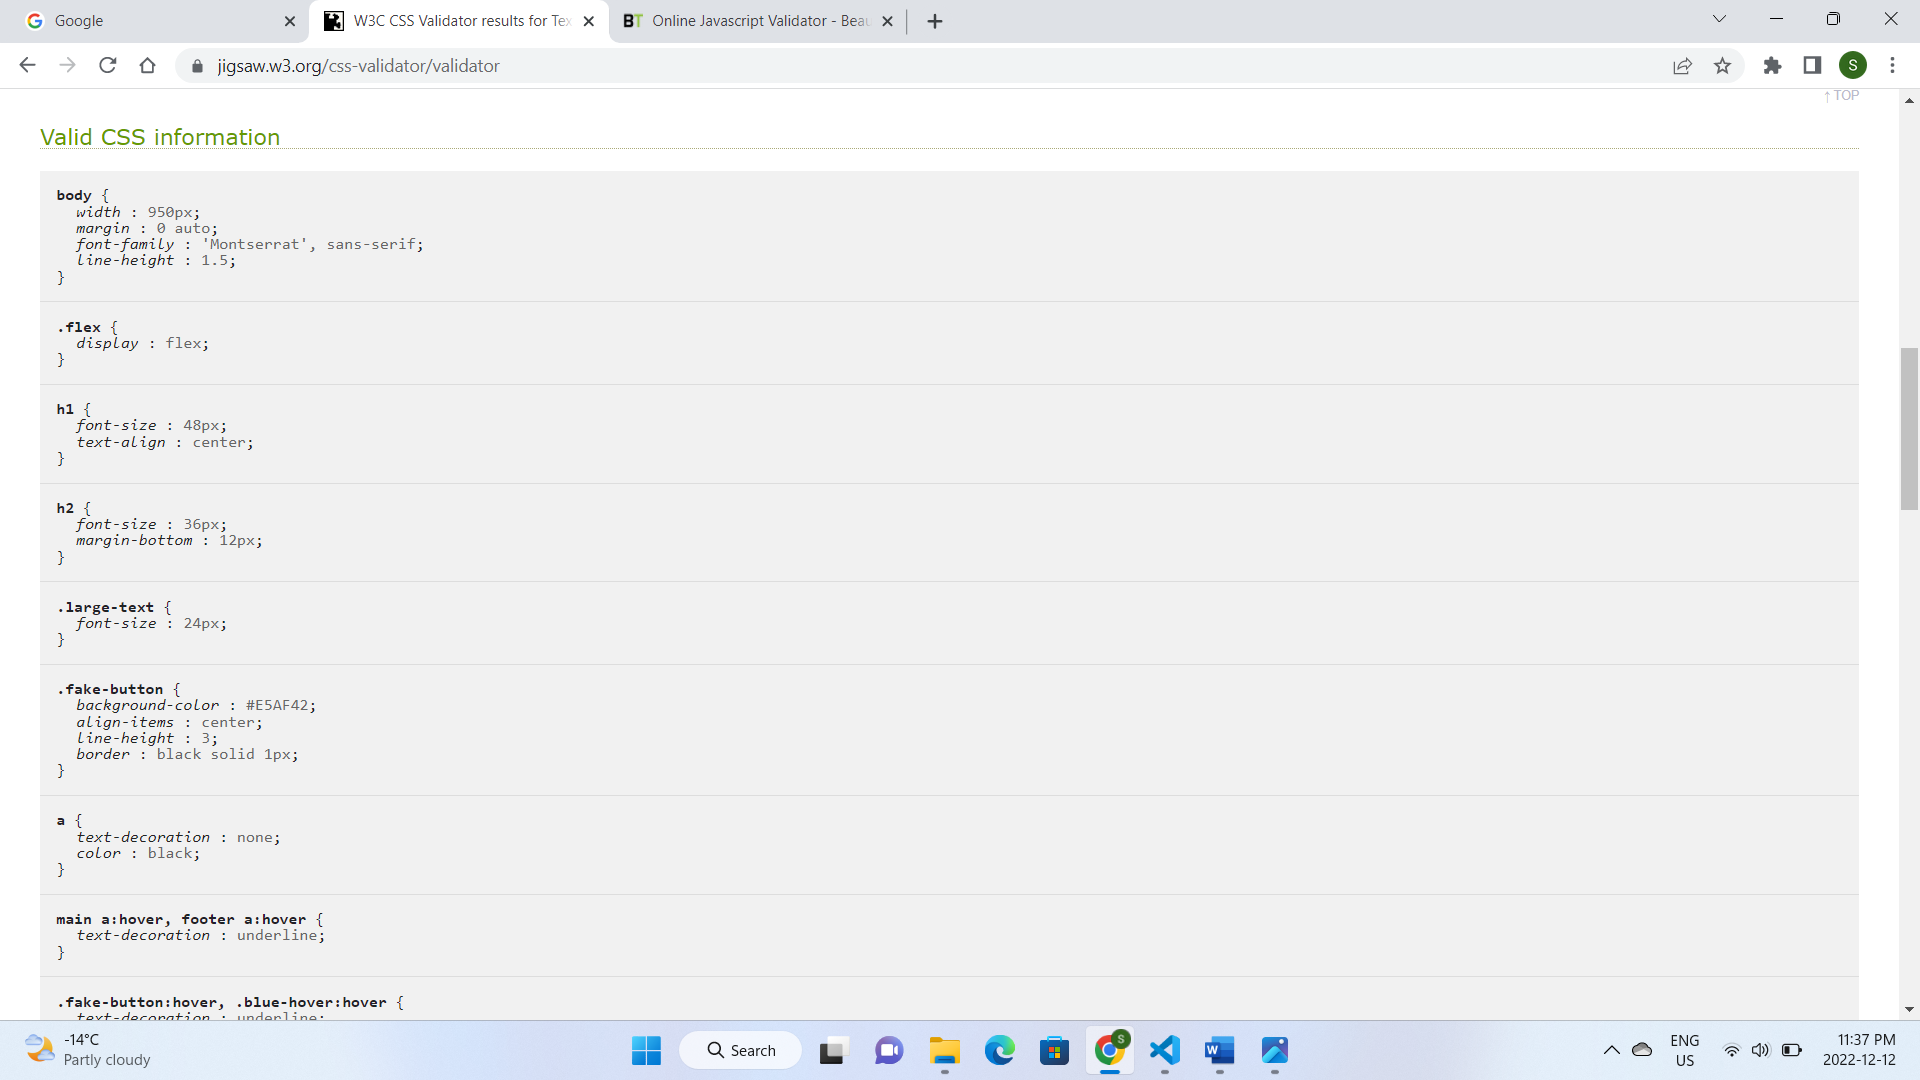 Google
W3C CSS Validator results for Tex
BT Online Javascript Validator - Beau
jigsaw.w3.org/css-validator/validator
S
↑ TOP
Valid CSS information
body {
width : 950px;
margin : 0 auto;
font-family : 'Montserrat', sans-serif;
line-height : 1.5;
}
.flex {
display : flex;
}
h1 {
font-size : 48px;
text-align : center;
}
h2 {
font-size : 36px;
margin-bottom : 12px;
}
.large-text {
font-size : 24px;
}
.fake-button {
background-color : #E5AF42;
align-items : center;
line-height : 3;
border : black solid 1px;
}
a {
text-decoration : none;
color : black;
}
main a:hover, footer a:hover {
text-decoration : underline;
}
.fake-button:hover, .blue-hover:hover {
text-decoration : underline;
-14°C
Partly cloudy
Search
S
W
ENG
US
11:37 PM
2022-12-12